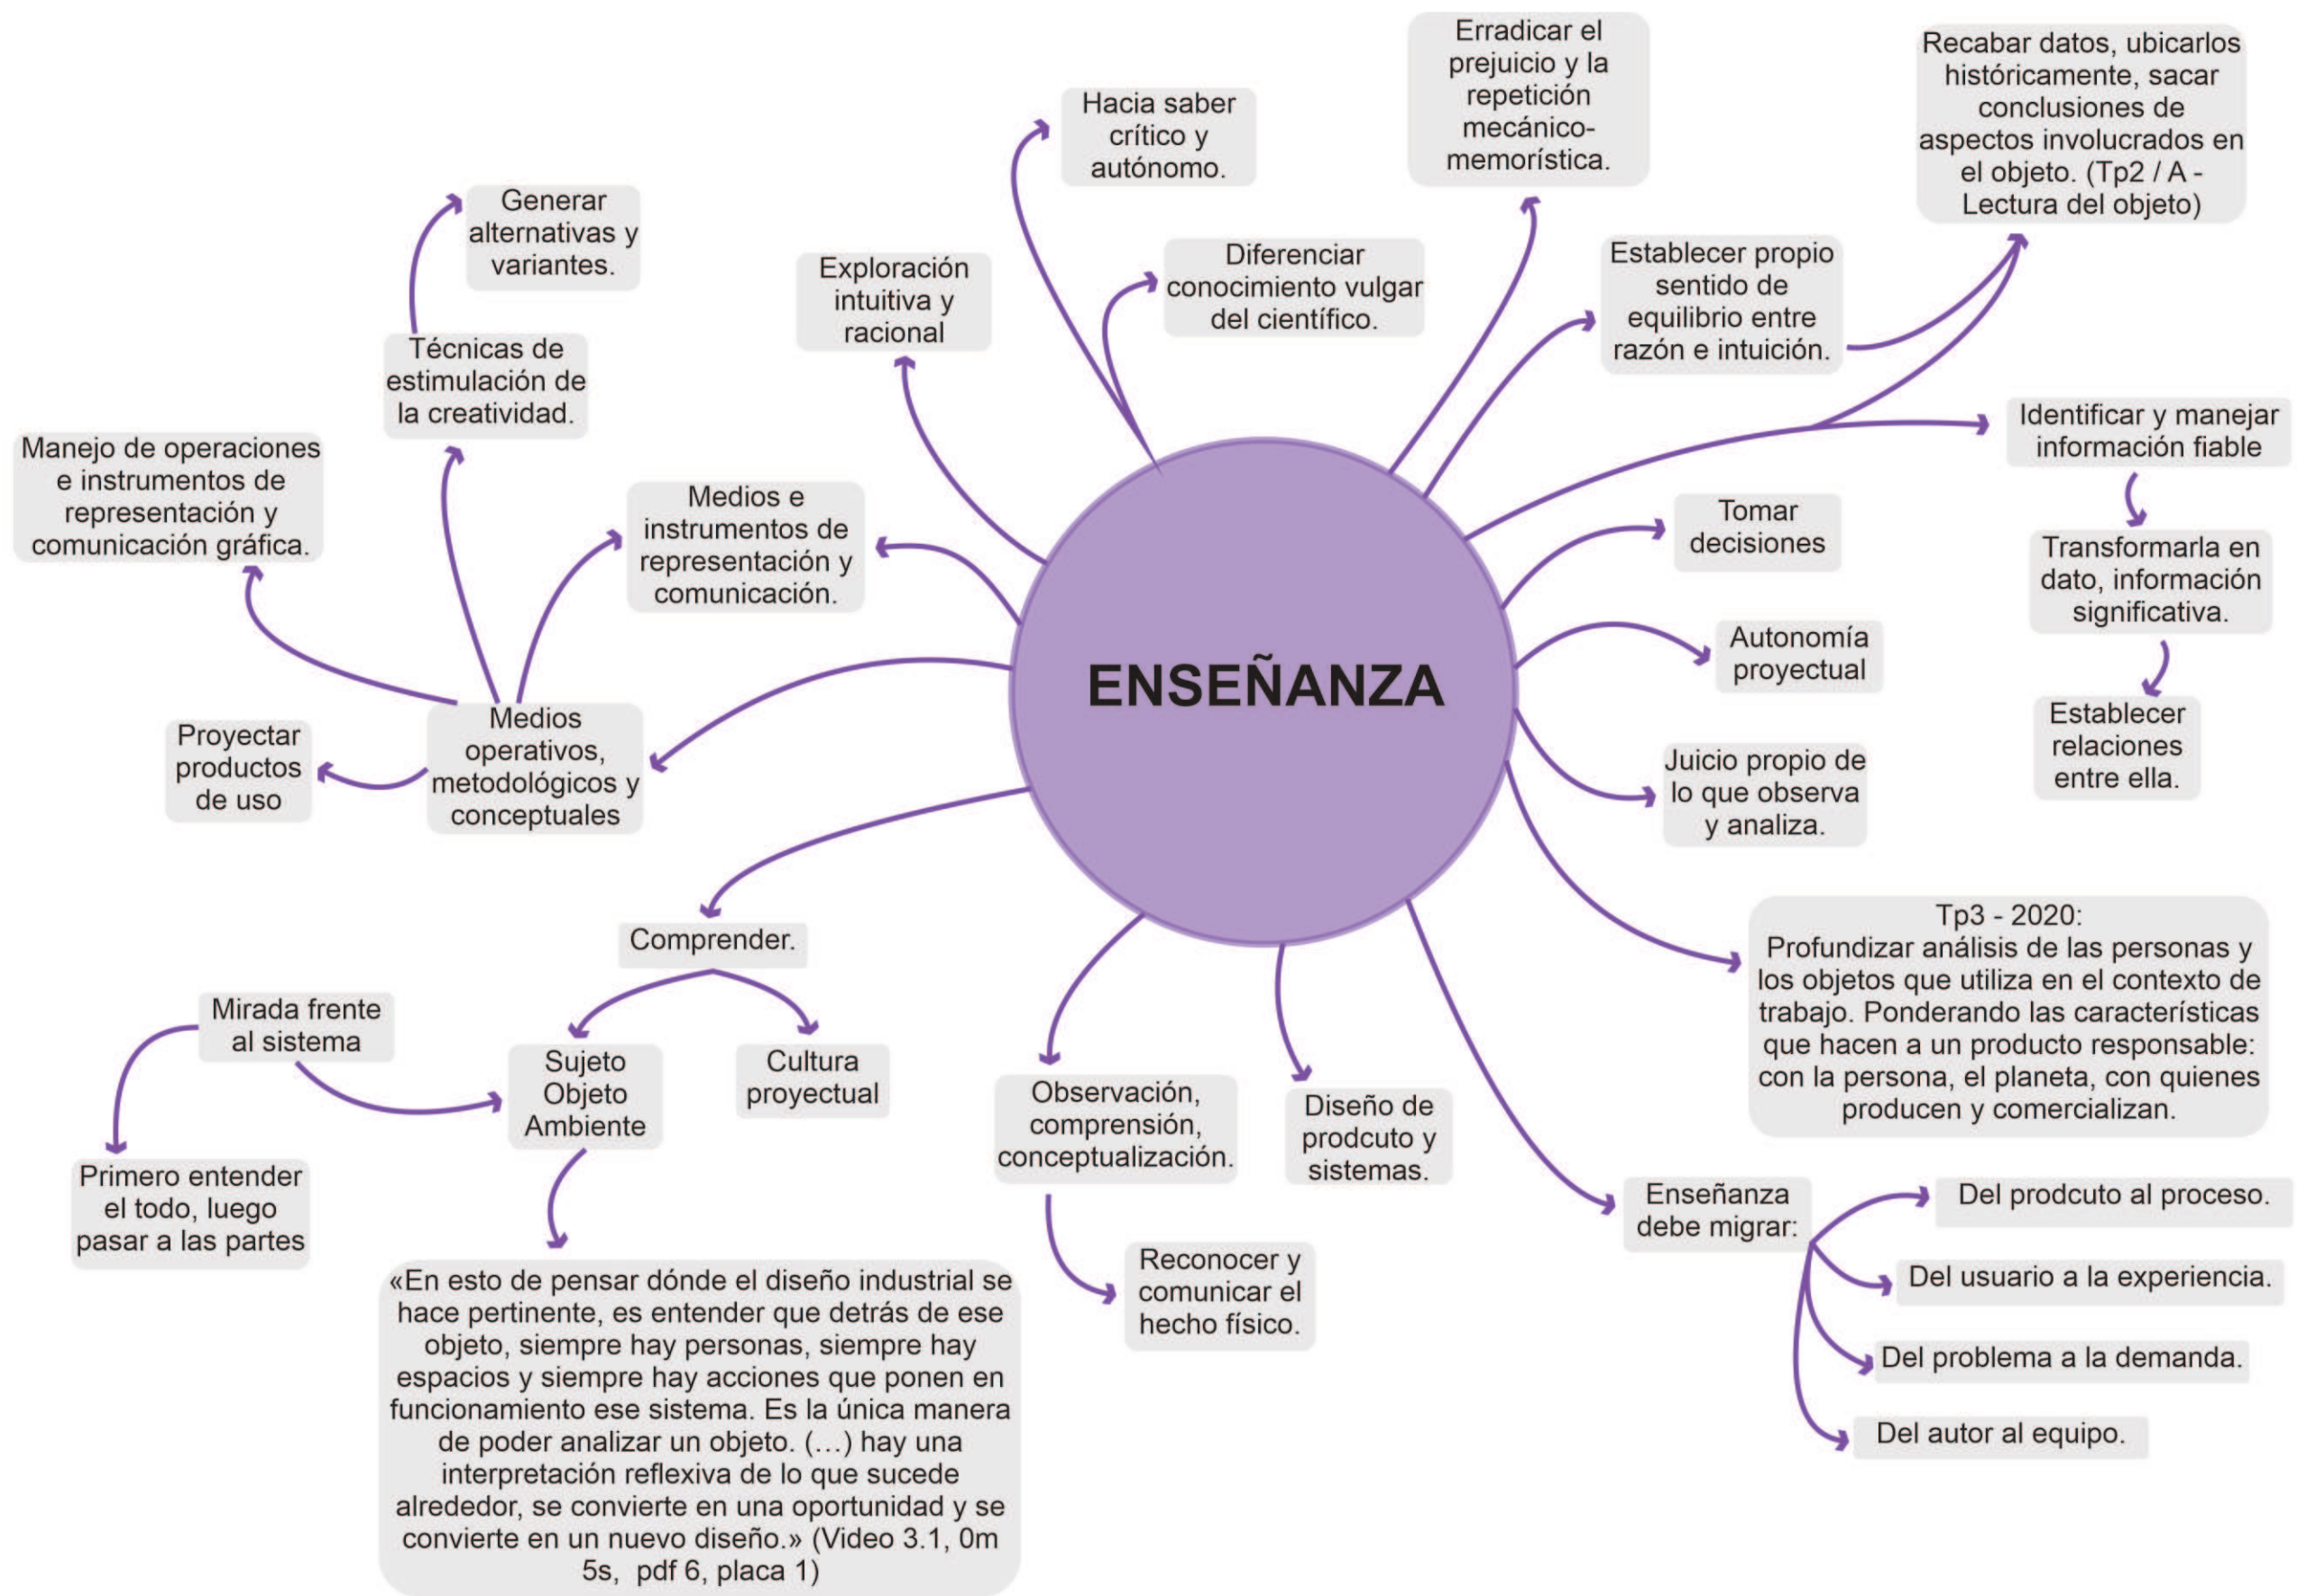 Erradicar el
prejuicio y la
repetición
mecánico-
memorística.
Recabar datos, ubicarlos
históricamente, sacar
conclusiones de
aspectos involucrados en
el objeto. (Tp2 / A -
Lectura del objeto)
Hacia saber
crítico y
autónomo.
Generar
alternativas y
variantes.
Exploración
intuitiva y
racional
Diferenciar
conocimiento vulgar
del científico.
Establecer propio
sentido de
equilibrio entre
razón e intuición.
Técnicas de
estimulación de
la creatividad.
Manejo de operaciones
e instrumentos de
representación y
comunicación gráfica.
Medios e
instrumentos de
representación y
comunicación.
Identificar y manejar
información fiable
Tomar
decisiones
Transformarla en
dato, información
significativa.
Autonomía
proyectual
ENSEÑANZA
Establecer
relaciones
entre ella.
Proyectar
productos
de uso
Medios
operativos,
metodológicos y
conceptuales
Juicio propio de
lo que observa
y analiza.
Comprender.
Tp3 - 2020:
Profundizar análisis de las personas y
los objetos que utiliza en el contexto de
trabajo. Ponderando las características
que hacen a un producto responsable:
con la persona, el planeta, con quienes
producen y comercializan.
Mirada frente
al sistema
Sujeto
Objeto
Ambiente
Cultura
proyectual
Observación,
comprensión,
conceptualización.
Diseño de
prodcuto y
sistemas.
Primero entender
el todo, luego
pasar a las partes
Enseñanza
debe migrar:
Del prodcuto al proceso.
Del usuario a la experiencia.
Del problema a la demanda.
Del autor al equipo.
Reconocer y
comunicar el
hecho físico.
«En esto de pensar dónde el diseño industrial se
hace pertinente, es entender que detrás de ese
objeto, siempre hay personas, siempre hay
espacios y siempre hay acciones que ponen en
funcionamiento ese sistema. Es la única manera
de poder analizar un objeto. (…) hay una
interpretación reflexiva de lo que sucede
alrededor, se convierte en una oportunidad y se
convierte en un nuevo diseño.» (Video 3.1, 0m
5s, pdf 6, placa 1)